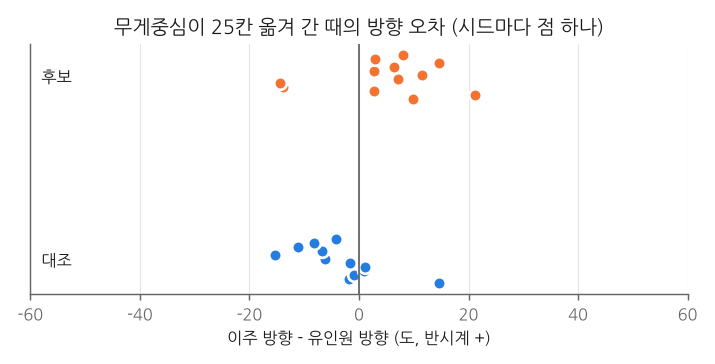 무게중심이 25칸 옮겨 간 때의 방향 오차 (시드마다 점 하나)
후보
대조
-60 -40 -20 0 20 40 60
이주 방향 - 유인원 방향 (도, 반시계 +)